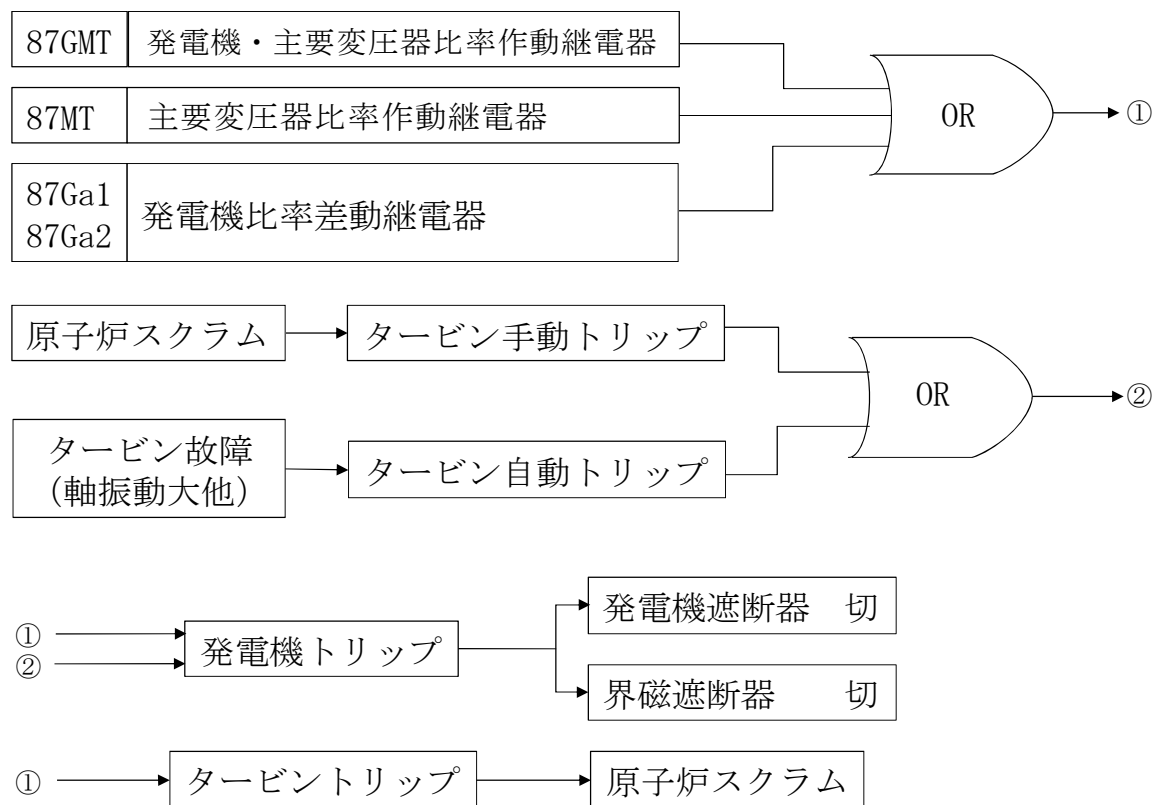 87GMT 発電機・主要変圧器比率作動継電器
87MT 主要変圧器比率作動継電器
OR ①
87Ga1
87Ga2
発電機比率差動継電器
原子炉スクラム タービン手動トリップ
OR ②
タービン故障
(軸振動大他)
タービン自動トリップ
発電機遮断器 切
①
②
発電機トリップ
界磁遮断器 切
① タービントリップ 原子炉スクラム